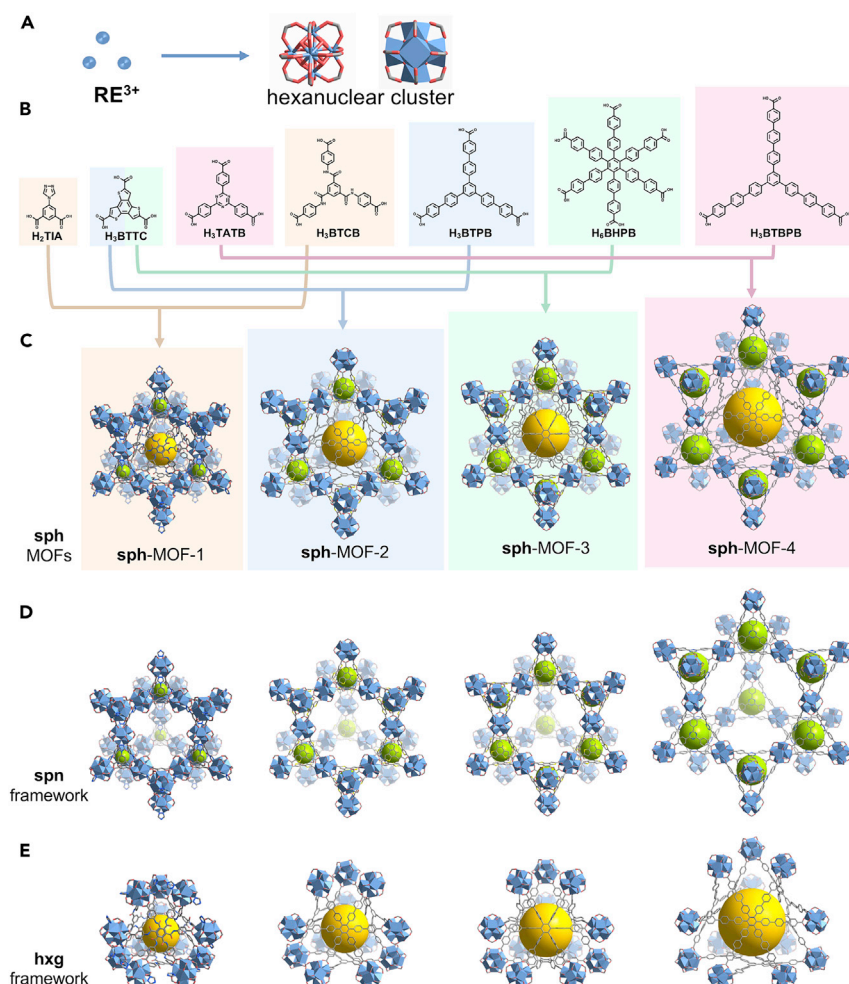 A
RE3+
hexanuclear cluster
B
H2TIA
H3BTTC
H3TATB
H3BTCB
H3BTPB
H6BHPB
H3BTBPB
C
sph
MOFs
sph-MOF-1
sph-MOF-2
sph-MOF-3
sph-MOF-4
D
spn
framework
E
hxg
framework